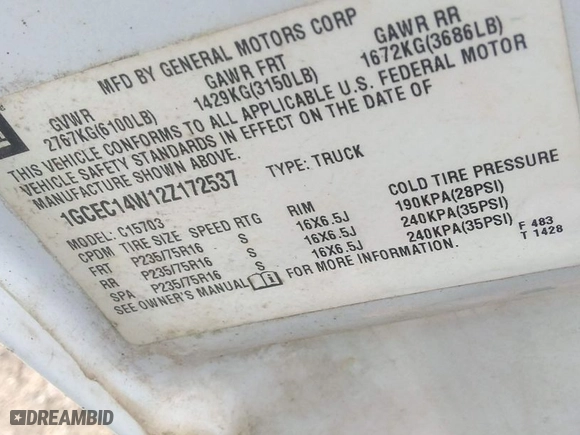 MFD BY GENERAL MOTORS CORP
GVWR GAWR FRT GAWR RR
2767KG(6100LB) 1429KG(3150LB) 1672KG(3686LB)
THIS VEHICLE CONFORMS TO ALL APPLICABLE U.S. FEDERAL MOTOR
VEHICLE SAFETY STANDARDS IN EFFECT ON THE DATE OF
MANUFACTURE SHOWN ABOVE.
1GCEC14W12Z172537 TYPE: TRUCK
MODEL: C15703
CPDM TIRE SIZE SPEED RTG RIM COLD TIRE PRESSURE
FRT P235/75R16 S 16X6.5J 190KPA(28PSI)
RR P235/75R16 S 16X6.5J 240KPA(35PSI)
SPA P235/75R16 S 16X6.5J 240KPA(35PSI)
SEE OWNER'S MANUAL FOR MORE INFORMATION.
F 483
T 1428
DREAMBID